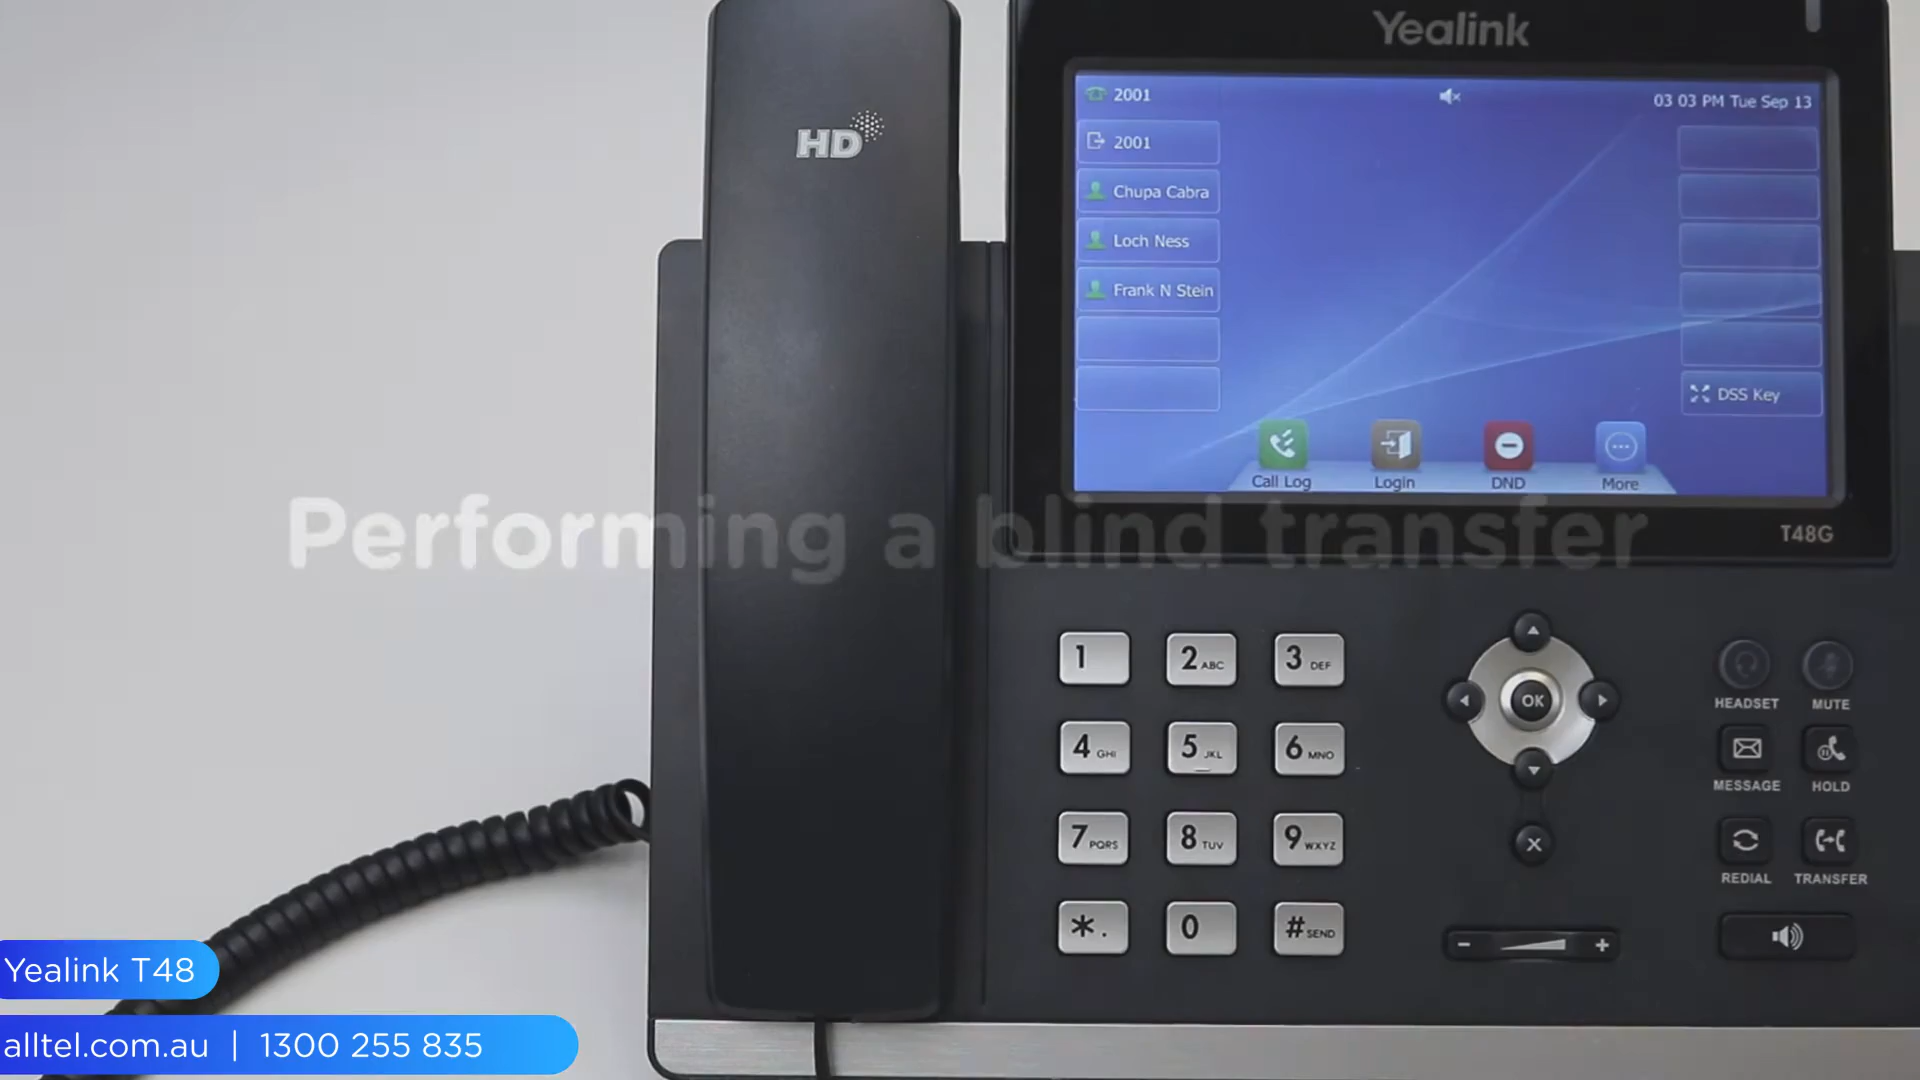 Yealink
HD
2001
03 03 PM Tue Sep 13
2001
Chupa Cabra
Loch Ness
Frank N Stein
DSS Key
Call Log
Login
DND
More
T48G
Performing a blind transfer
1
2 ABC
3 DEF
4 GHI
5 JKL
6 MNO
7 PQRS
8 TUV
9 WXYZ
* .
0
# SEND
OK
X
- +
HEADSET
MUTE
MESSAGE
HOLD
REDIAL
TRANSFER
Yealink T48
alltel.com.au | 1300 255 835